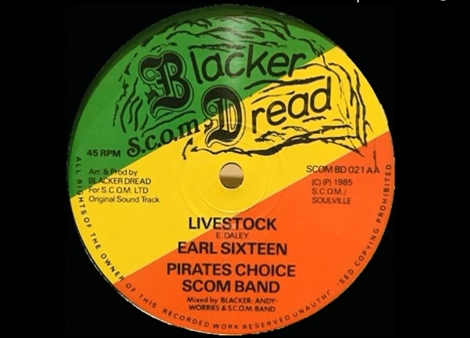 Blacker
S.C.O.M Dread
45 RPM
SCOM BD 021 AA
Arr. & Prod by
BLACKER DREAD
For S.C.O.M. LTD
Original Sound Track
(C) (P) 1985
S.C.O.M./
SOULVILLE
LIVESTOCK
E. DALEY
EARL SIXTEEN
PIRATES CHOICE
SCOM BAND
Mixed by BLACKER· ANDY·
WORRIES & S.C.O.M. BAND
ALL RIGHTS OF THE OWNER OF THIS RECORDED WORK RESERVED UNAUTHO SED COPYING PROHIBITED